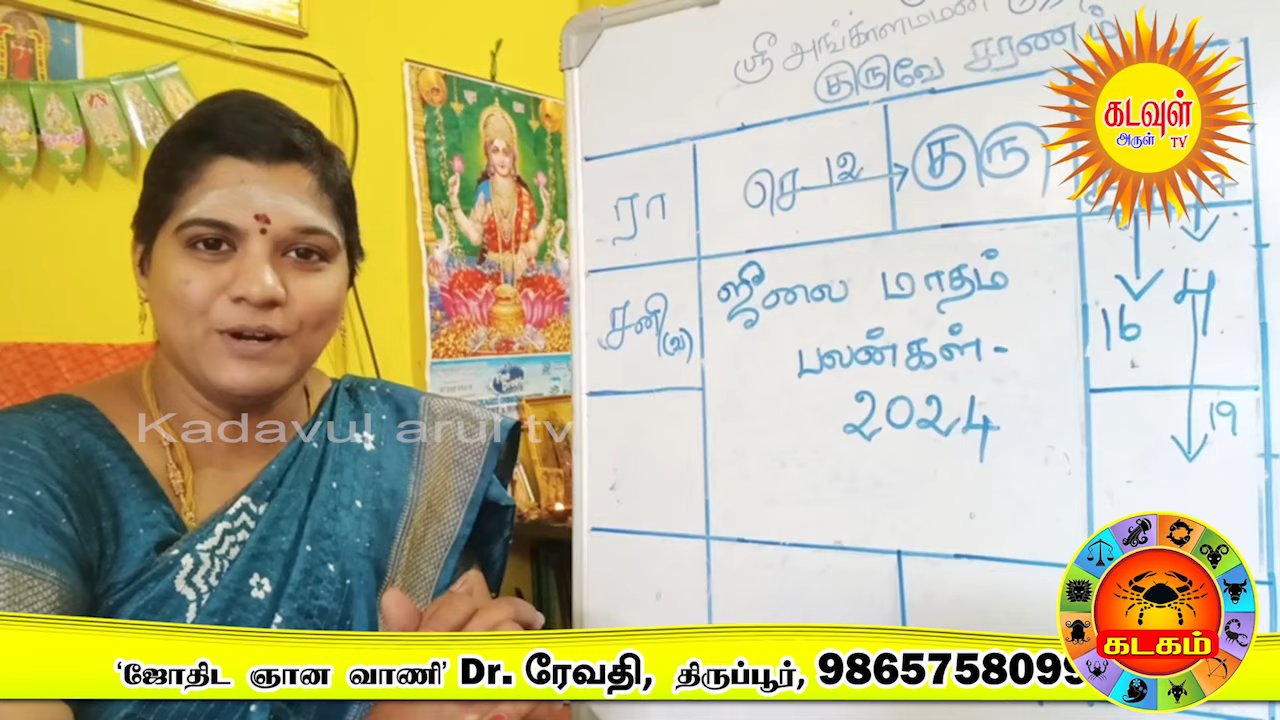 ஸ்ரீ அங்காளம்மன்
குருவே சரணம்
கடவுள்
அருள் TV
ரா
செ 12 → குரு
சனி (வ)
ஜூலை மாதம்
பலன்கள் -
2024
16
4
19
Kadavul arul tv
கடகம்
‘ஜோதிட ஞான வாணி’ Dr. ரேவதி, திருப்பூர், 9865758099